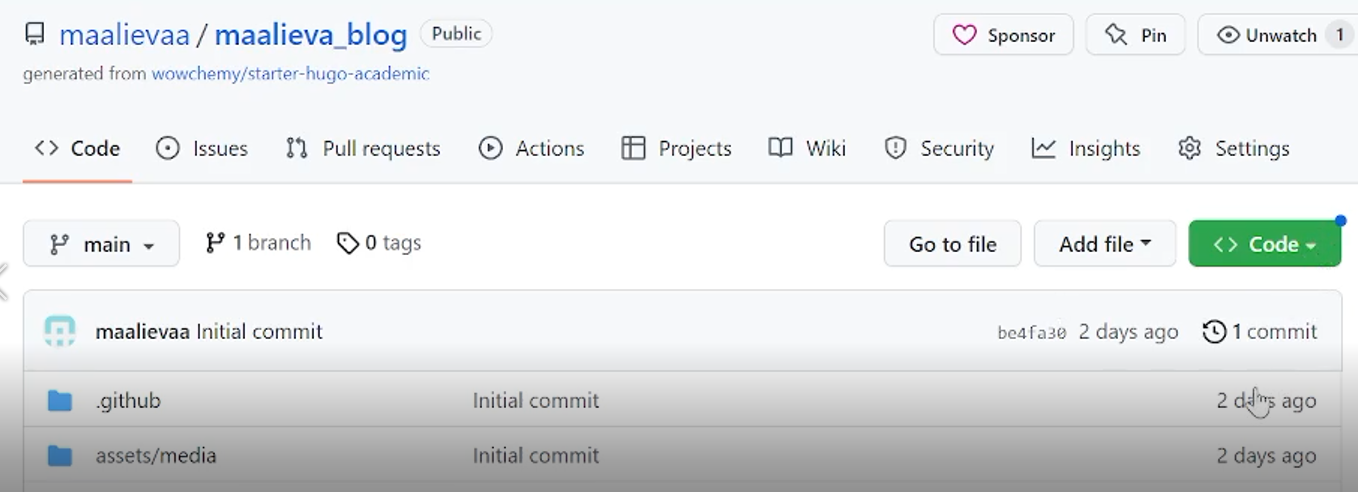 maalievaa / maalieva_blog Public Sponsor Pin Unwatch 1
generated from wowchemy/starter-hugo-academic
Code Issues Pull requests Actions Projects Wiki Security Insights Settings
main 1 branch 0 tags Go to file Add file Code
maalievaa Initial commit be4fa30 2 days ago 1 commit
.github Initial commit 2 days ago
assets/media Initial commit 2 days ago